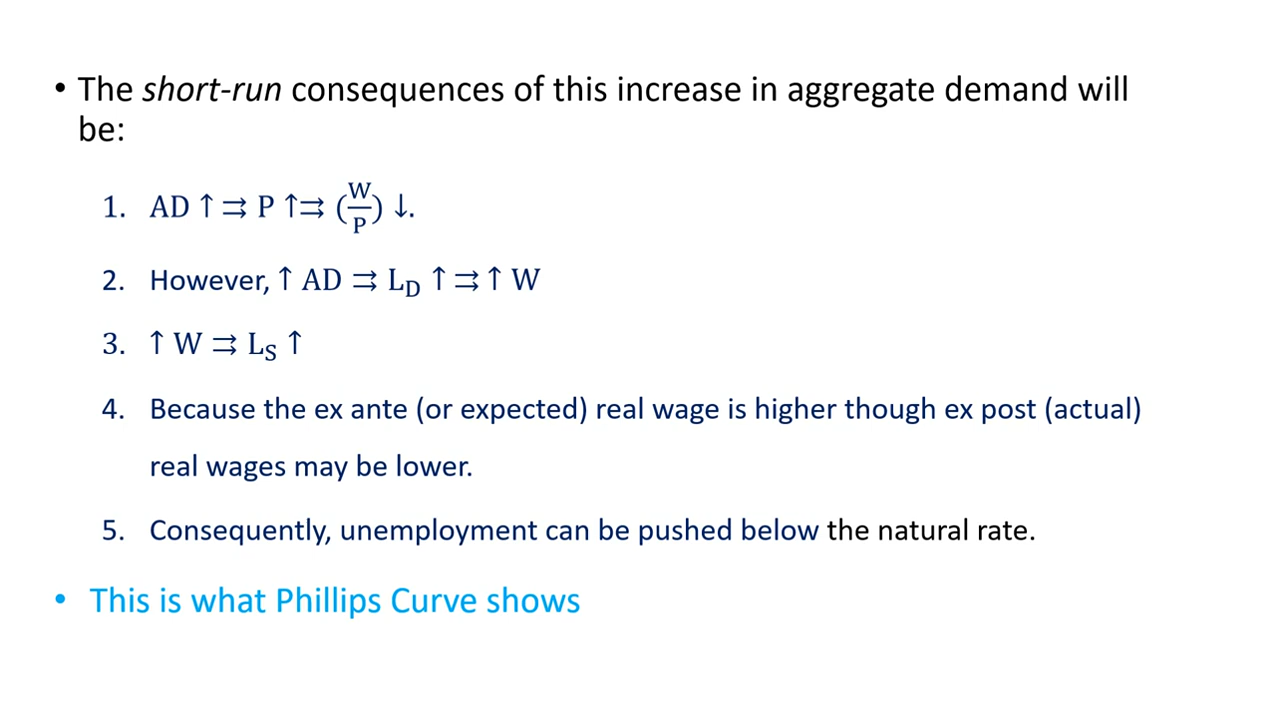 • The short-run consequences of this increase in aggregate demand will
be:
1. AD ↑ ⇉ P ↑⇉ (W/P) ↓.
2. However, ↑ AD ⇉ L_D ↑ ⇉ ↑ W
3. ↑ W ⇉ L_S ↑
4. Because the ex ante (or expected) real wage is higher though ex post (actual)
real wages may be lower.
5. Consequently, unemployment can be pushed below the natural rate.
• This is what Phillips Curve shows